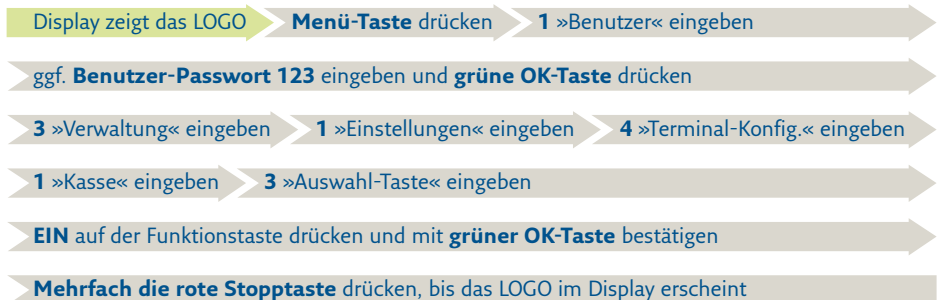 Display zeigt das LOGO Menü-Taste drücken 1 »Benutzer« eingeben
ggf. Benutzer-Passwort 123 eingeben und grüne OK-Taste drücken
3 »Verwaltung« eingeben 1 »Einstellungen« eingeben 4 »Terminal-Konfig.« eingeben
1 »Kasse« eingeben 3 »Auswahl-Taste« eingeben
EIN auf der Funktionstaste drücken und mit grüner OK-Taste bestätigen
Mehrfach die rote Stopptaste drücken, bis das LOGO im Display erscheint